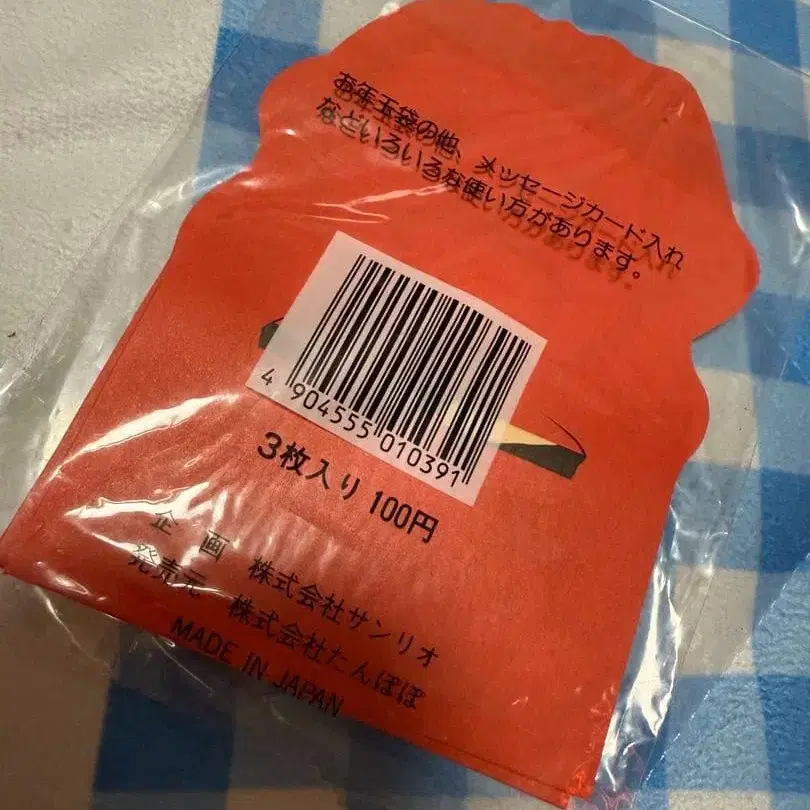 お年玉袋の他、メッセージカード入れ
などいろいろな使い方があります。
4 904555 010391
3枚入り 100円
企 画 株式会社サンリオ
発売元 株式会社たんぽぽ
MADE IN JAPAN